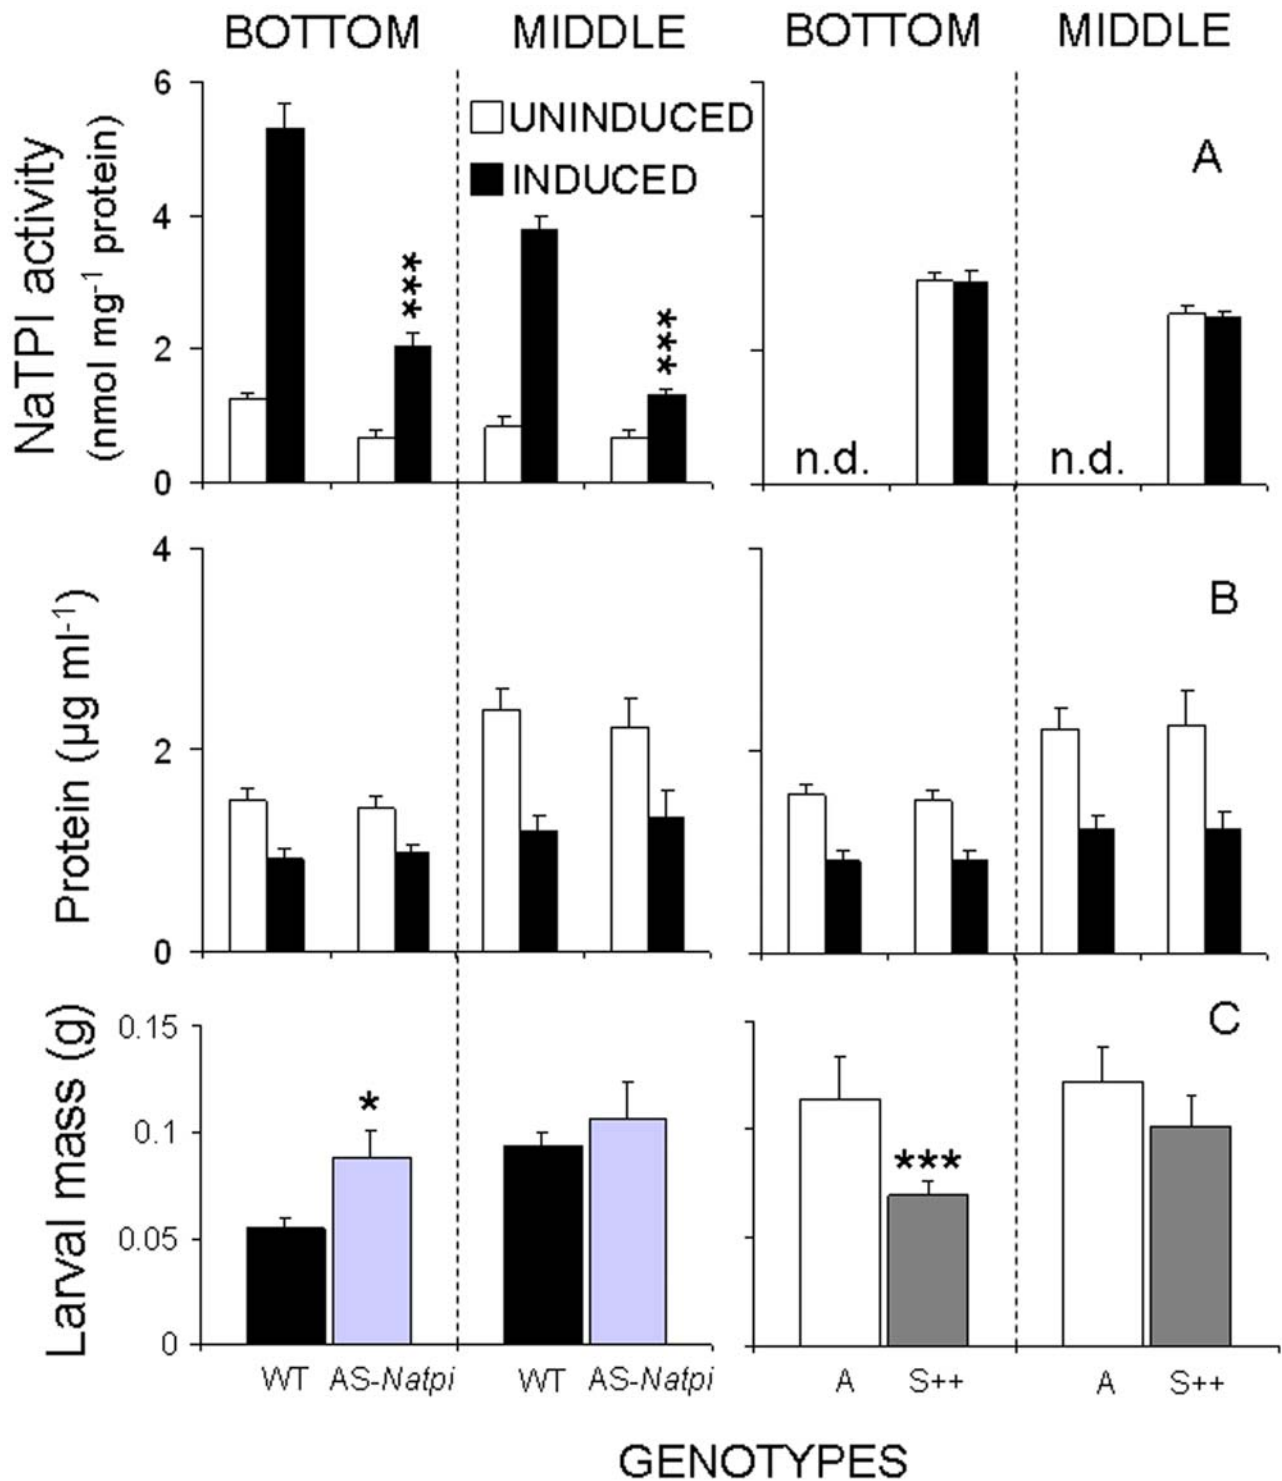 BOTTOM MIDDLE BOTTOM MIDDLE
NaTPI activity
(nmol mg⁻¹ protein)
6
4
2
0
UNINDUCED
INDUCED
***
***
A
n.d.
n.d.
Protein (µg ml⁻¹)
4
2
0
B
Larval mass (g)
0.15
0.1
0.05
0
*
***
C
WT AS-Natpi WT AS-Natpi A S++ A S++
GENOTYPES